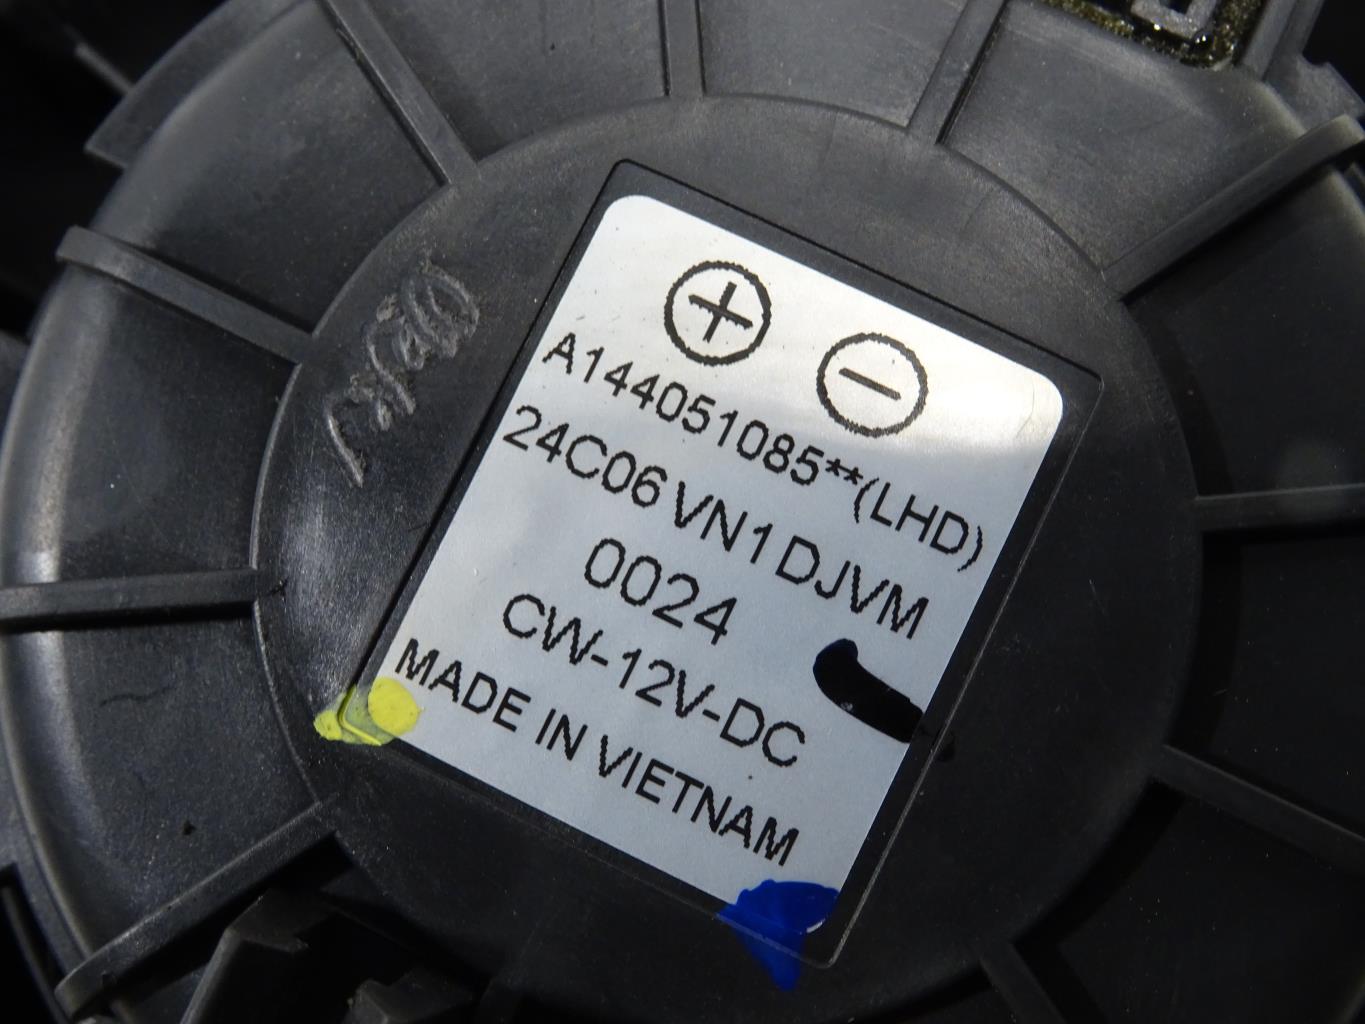 A144051085**(LHD)
24C06 VN1 DJVM
0024
CW-12V-DC
MADE IN VIETNAM